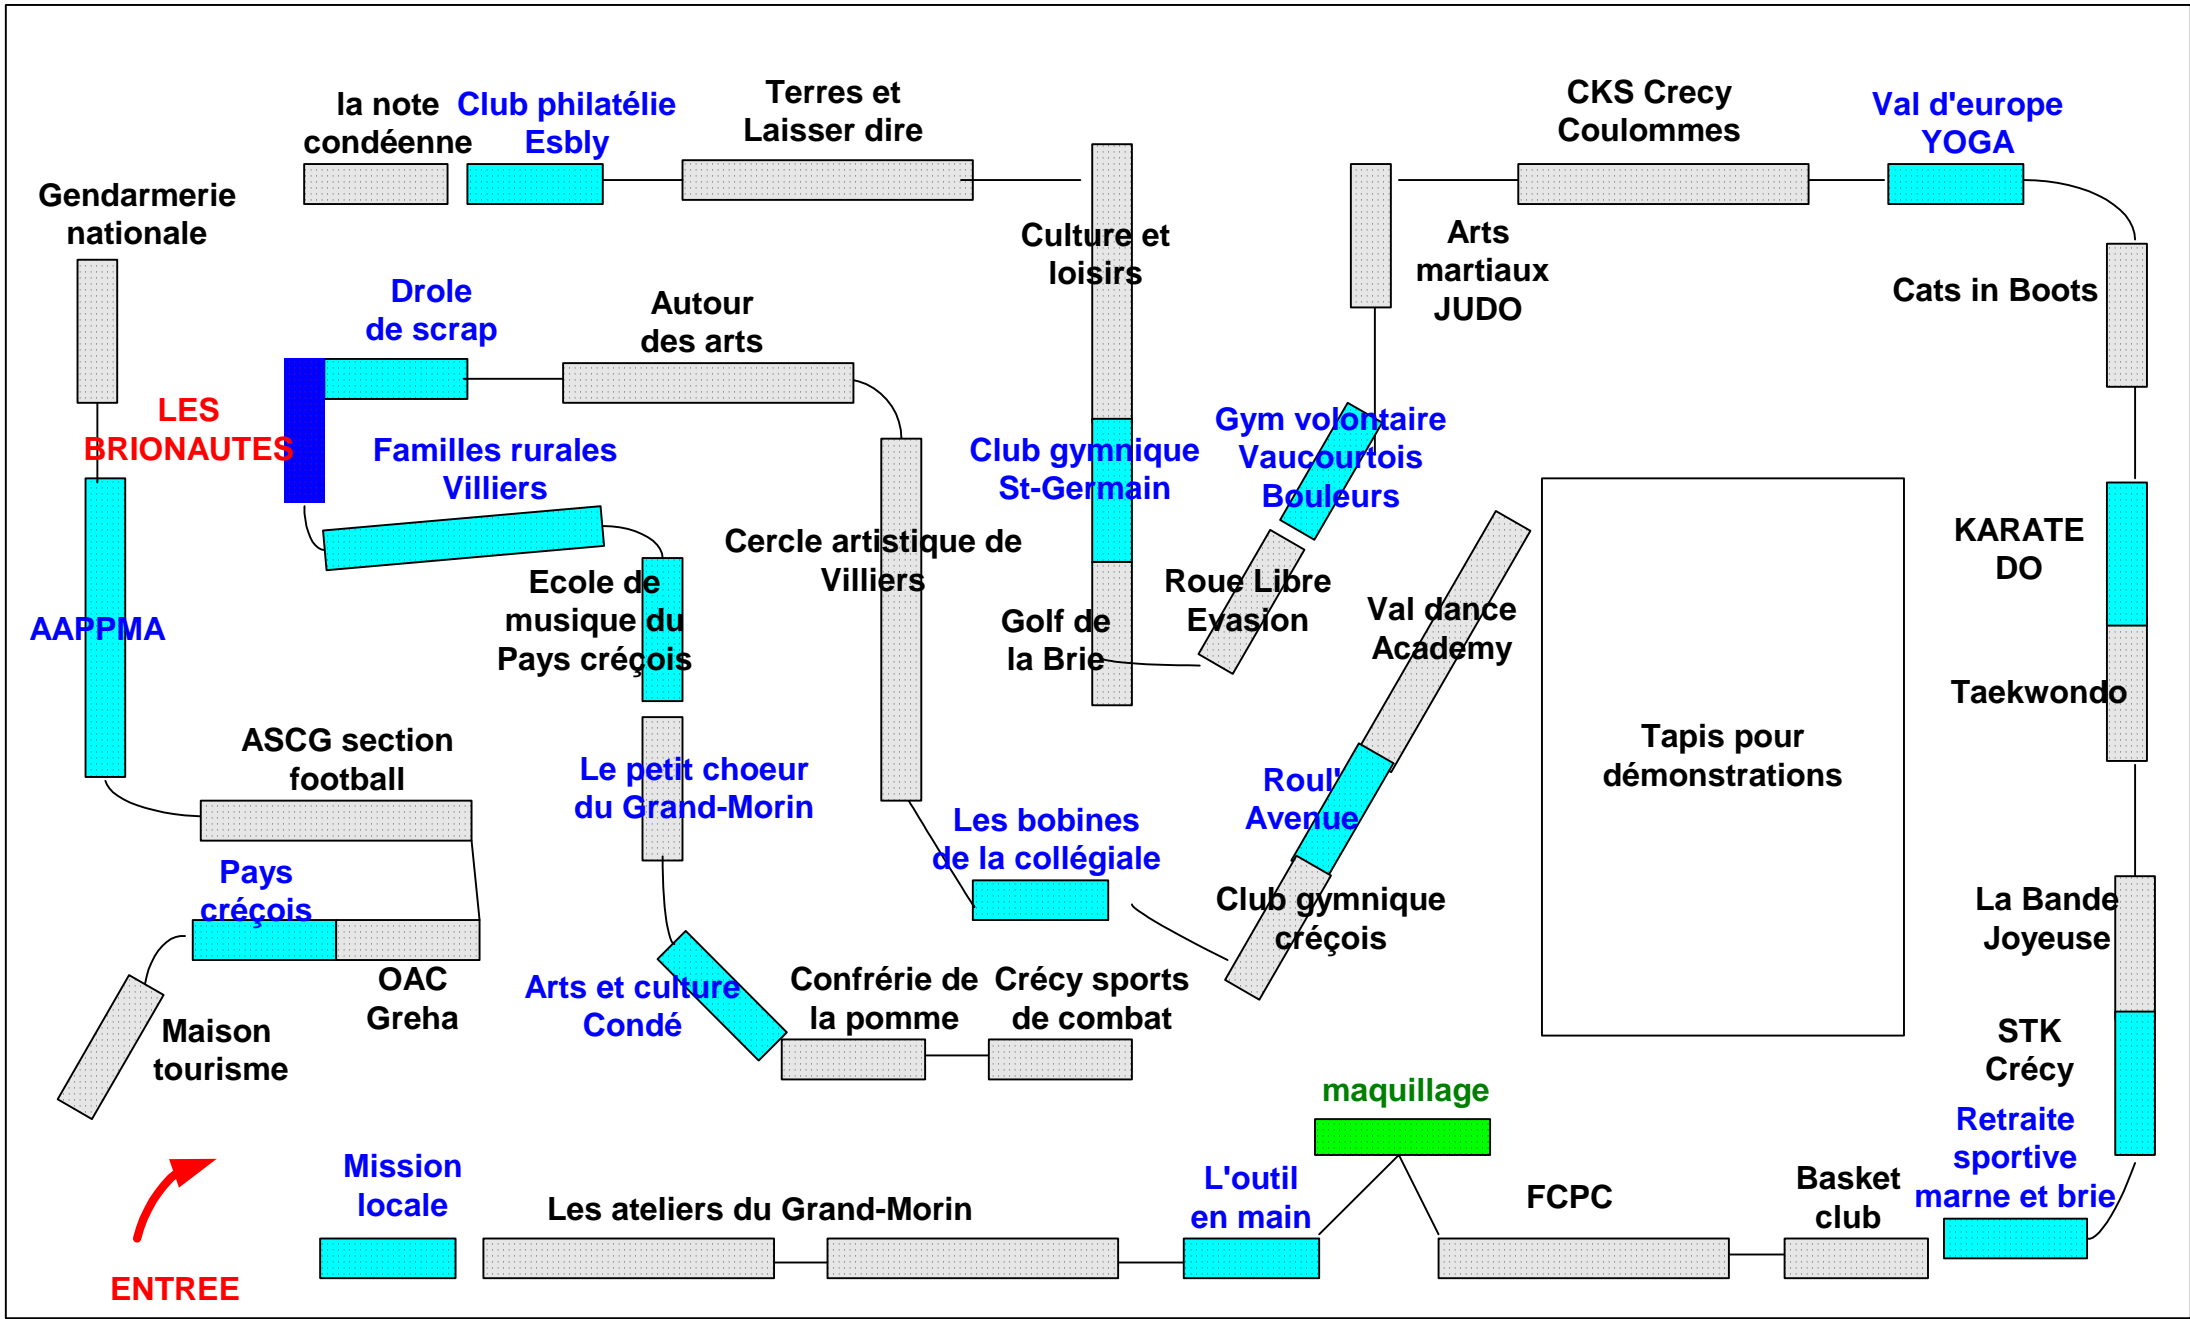 la note
condéenne
Club philatélie
Esbly
Terres et
Laisser dire
CKS Crecy
Coulommes
Val d'europe
YOGA
Gendarmerie
nationale
Culture et
loisirs
Arts
martiaux
JUDO
Cats in Boots
Drole
de scrap
Autour
des arts
LES
BRIONAUTES
Familles rurales
Villiers
Club gymnique
St-Germain
Gym volontaire
Vaucourtois
Bouleurs
Cercle artistique de
Villiers
KARATE
DO
Ecole de
musique du
Pays créçois
Roue Libre
Evasion
Val dance
Academy
AAPPMA
Golf de
la Brie
Taekwondo
ASCG section
football
Le petit choeur
du Grand-Morin
Roul'
Avenue
Tapis pour
démonstrations
Les bobines
de la collégiale
Pays
créçois
Club gymnique
créçois
La Bande
Joyeuse
OAC
Greha
Arts et culture
Condé
Confrérie de
la pomme
Crécy sports
de combat
Maison
tourisme
STK
Crécy
maquillage
Retraite
sportive
marne et brie
Mission
locale
Les ateliers du Grand-Morin
L'outil
en main
FCPC
Basket
club
ENTREE